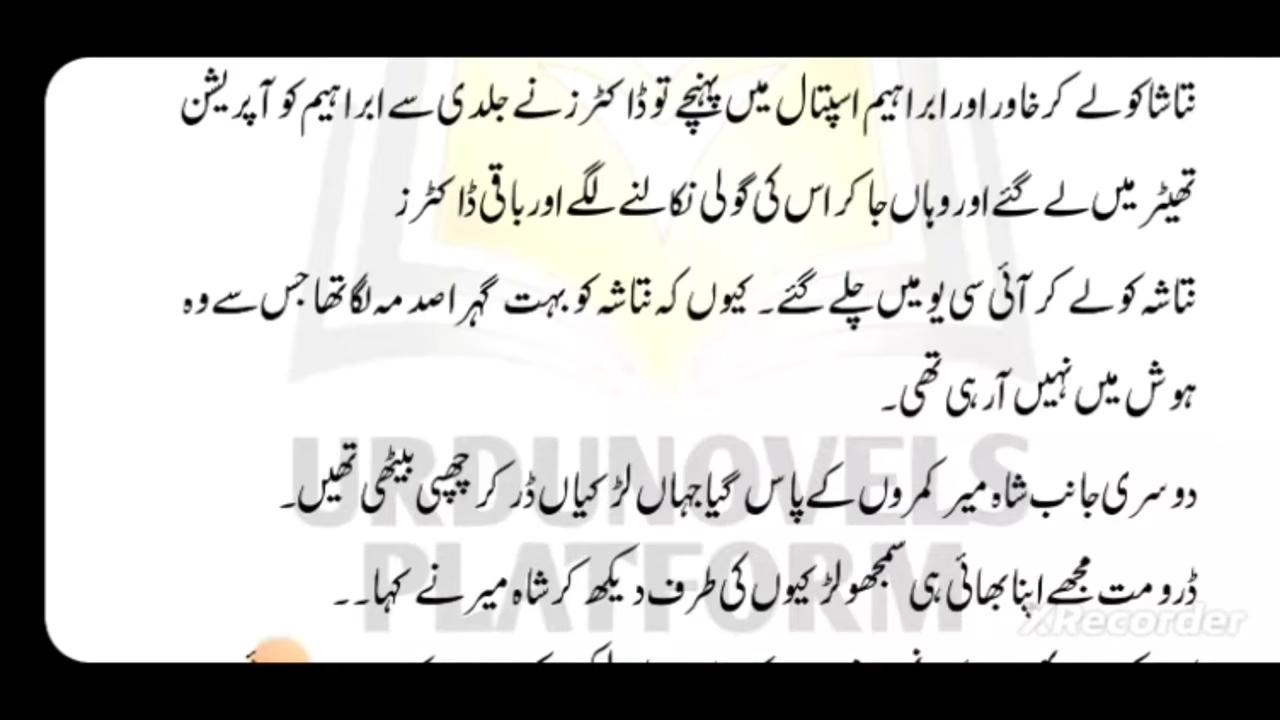 نتاشا کو لے کر خاور اور ابراہیم اسپتال میں پہنچے تو ڈاکٹرز نے جلدی سے ابراہیم کو آپریشن
تھیٹر میں لے گئے اور وہاں جا کر اس کی گولی نکالنے لگے اور باقی ڈاکٹرز
نتاشہ کو لے کر آئی سی یو میں چلے گئے۔ کیوں کہ نتاشہ کو بہت گہرا صدمہ لگا تھا جس سے وہ
ہوش میں نہیں آ رہی تھی۔
دوسری جانب شاہ میر کمروں کے پاس گیا جہاں لڑکیاں ڈر کر چھپی بیٹھی تھیں۔
ڈرو مت مجھے اپنا بھائی ہی سمجھو لڑکیوں کی طرف دیکھ کر شاہ میر نے کہا۔۔
URDUNOVELS
PLATFORM
XRecorder